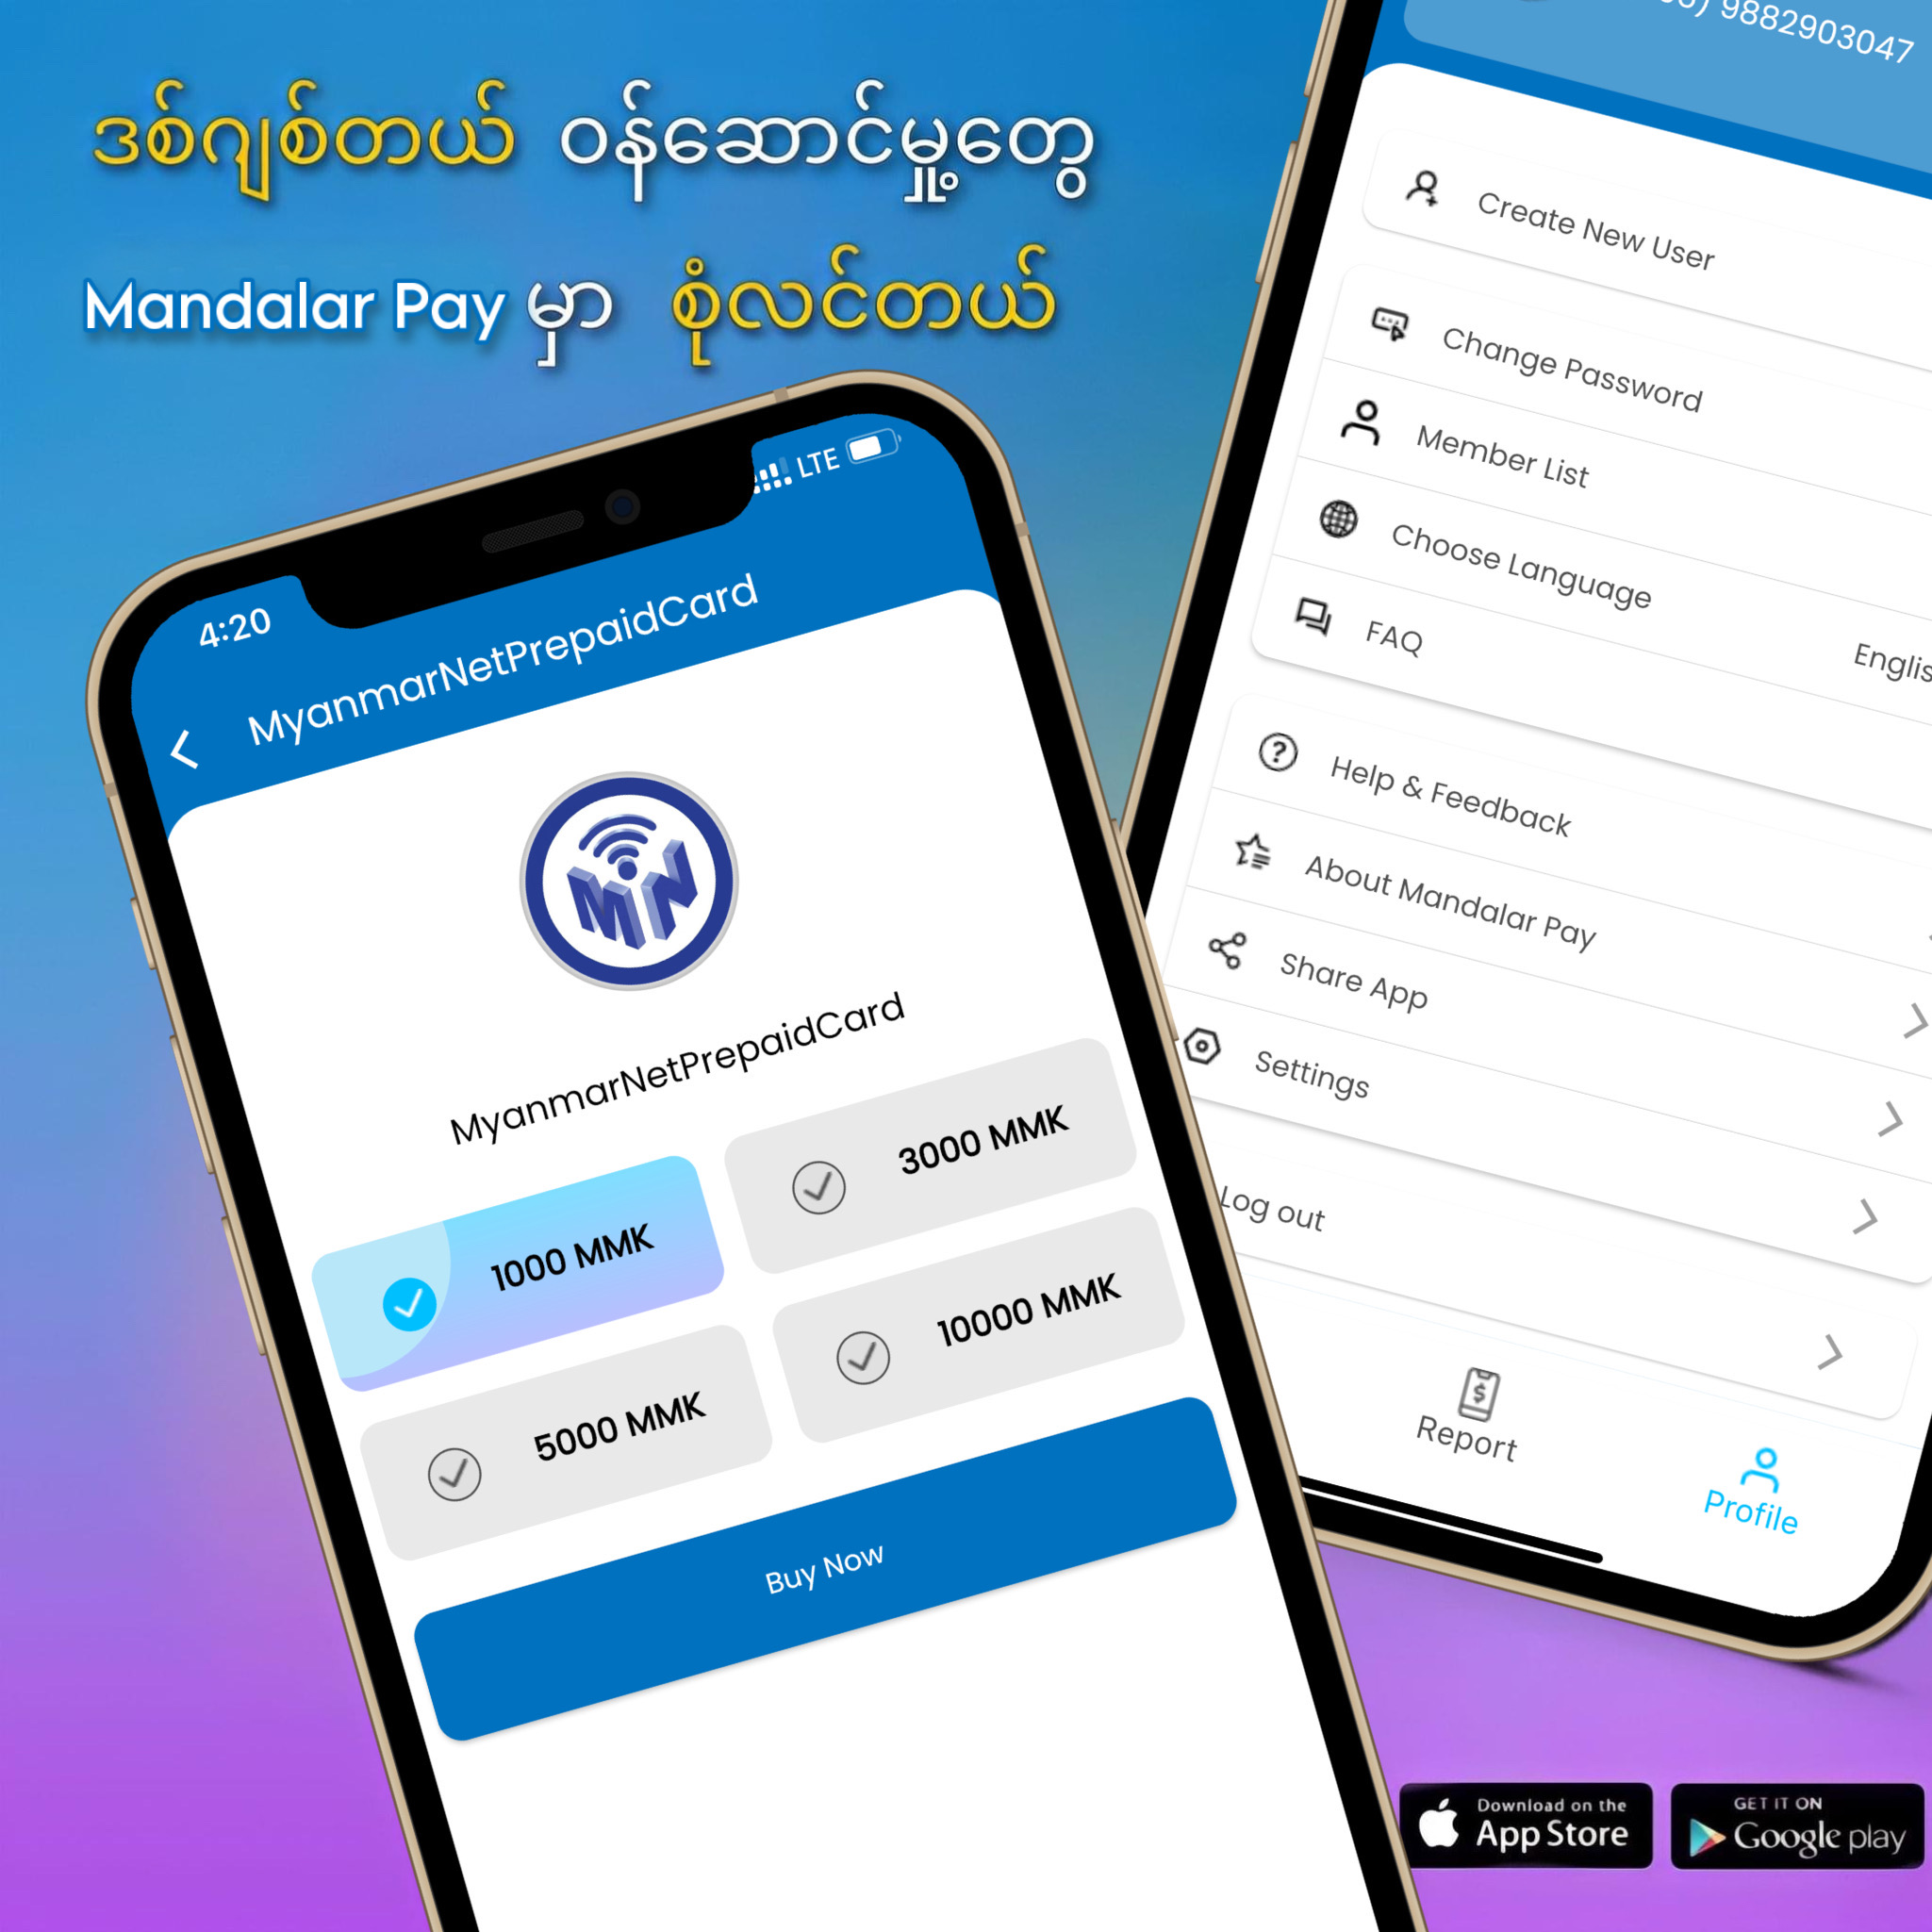 ဒစ်ဂျစ်တယ် ဝန်ဆောင်မှု့တွေ
Mandalar Pay မှာ စုံလင်တယ်
4:20
LTE
MyanmarNetPrepaidCard
MN
MyanmarNetPrepaidCard
1000 MMK
3000 MMK
5000 MMK
10000 MMK
Buy Now
9882903047
Create New User
Change Password
Member List
Choose Language
FAQ
Help & Feedback
About Mandalar Pay
Share App
Settings
Log out
Report
Profile
Download on the
App Store
GET IT ON
Google play